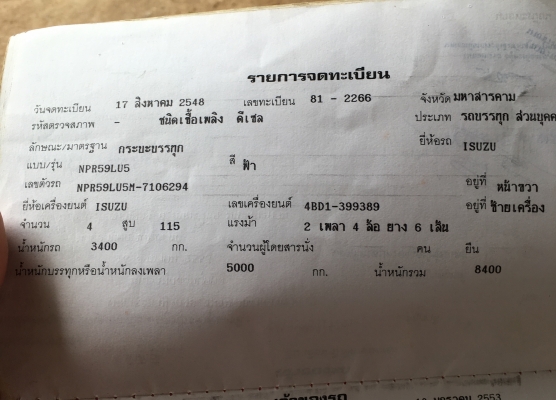 รายการจดทะเบียน
วันจดทะเบียน 17 สิงหาคม 2548 เลขทะเบียน 81 - 2266 จังหวัด มหาสารคาม
รหัสตรวจสภาพ - ชนิดเชื้อเพลิง ดีเซล ประเภท รถบรรทุก ส่วนบุคค
ลักษณะ/มาตรฐาน กระบะบรรทุก ยี่ห้อรถ ISUZU
แบบ/รุ่น NPR59LU5 สี ฟ้า
เลขตัวรถ NPR59LU5M-7106294 อยู่ที่ หน้าขวา
ยี่ห้อเครื่องยนต์ ISUZU เลขเครื่องยนต์ 4BD1-399389 อยู่ที่ ซ้ายเครื่อง
จำนวน 4 สูบ 115 แรงม้า 2 เพลา 4 ล้อ ยาง 6 เส้น
น้ำหนักรถ 3400 กก. จำนวนผู้โดยสารนั่ง คน ยืน
น้ำหนักบรรทุกหรือน้ำหนักลงเพลา 5000 กก. น้ำหนักรวม 8400
2553